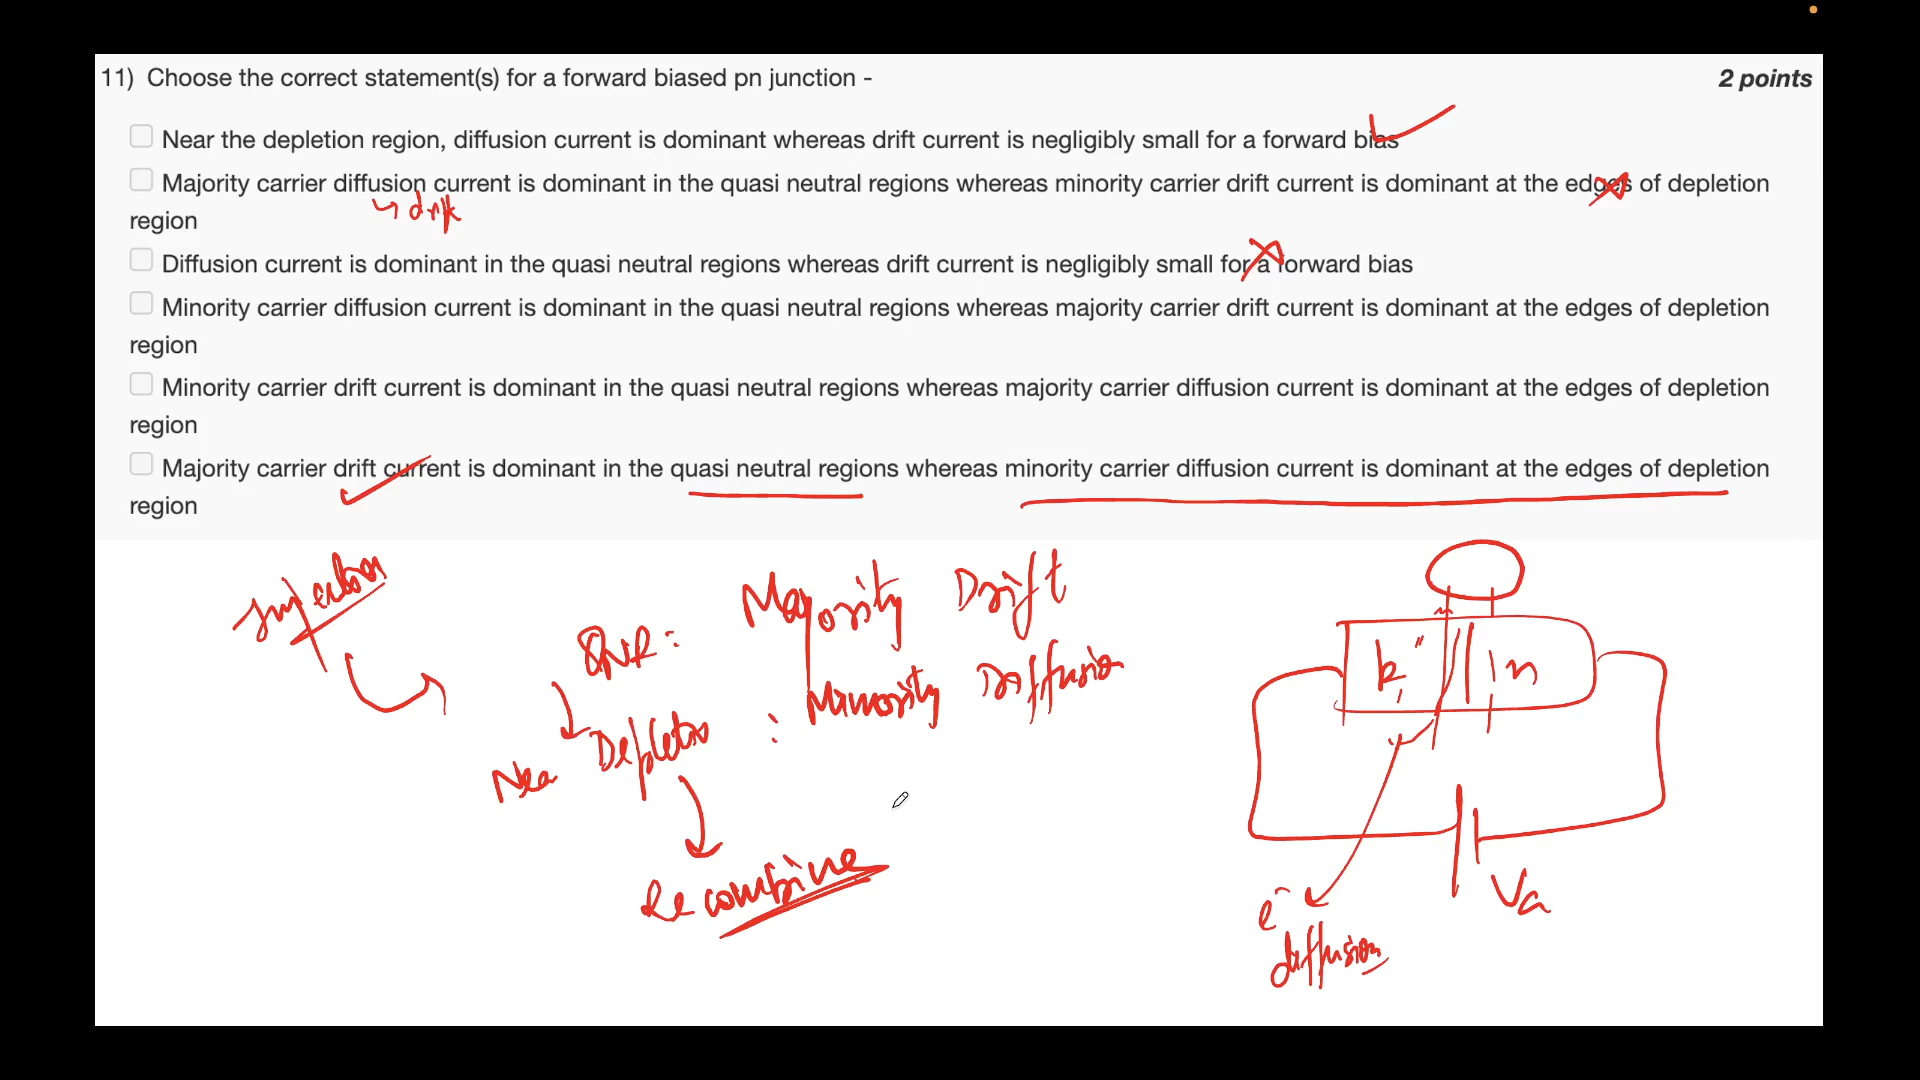 11) Choose the correct statement(s) for a forward biased pn junction -
2 points
Near the depletion region, diffusion current is dominant whereas drift current is negligibly small for a forward bias
Majority carrier diffusion current is dominant in the quasi neutral regions whereas minority carrier drift current is dominant at the edges of depletion
region
drift
Diffusion current is dominant in the quasi neutral regions whereas drift current is negligibly small for a forward bias
Minority carrier diffusion current is dominant in the quasi neutral regions whereas majority carrier drift current is dominant at the edges of depletion
region
Minority carrier drift current is dominant in the quasi neutral regions whereas majority carrier diffusion current is dominant at the edges of depletion
region
Majority carrier drift current is dominant in the quasi neutral regions whereas minority carrier diffusion current is dominant at the edges of depletion
region
Injection
QNR: Majority Drift
Near Depletion : Minority Diffusion
Recombine
p n
Va
e-
diffusion